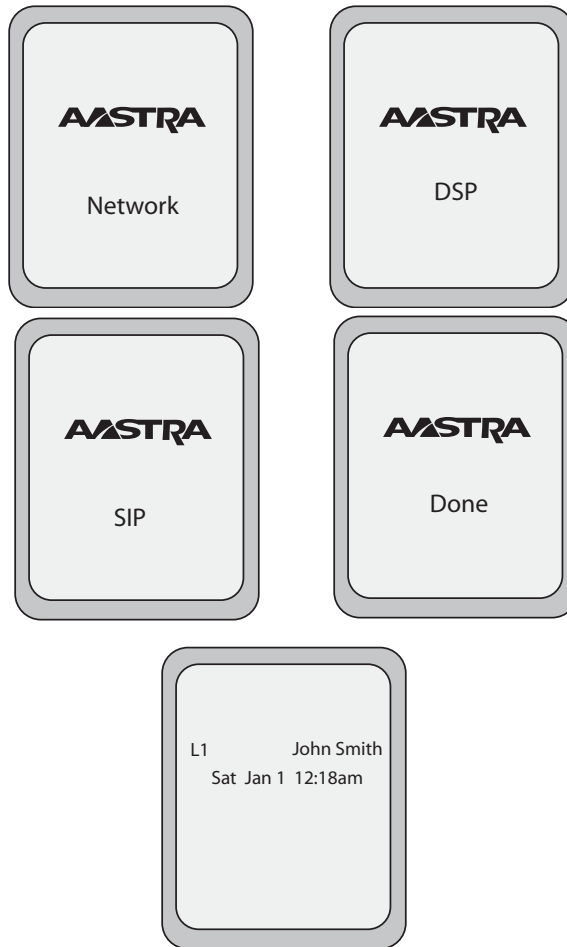 AASTRA
Network
AASTRA
DSP
AASTRA
SIP
AASTRA
Done
L1 John Smith
Sat Jan 1 12:18am